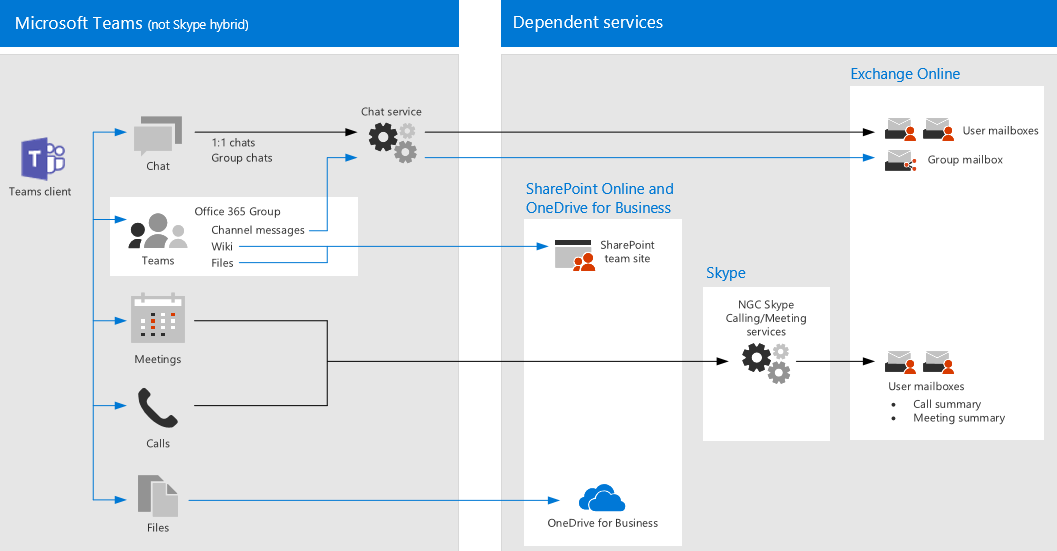 Microsoft Teams (not Skype hybrid)
Dependent services
Teams client
Chat
1:1 chats
Group chats
Chat service
Office 365 Group
Channel messages
Wiki
Files
Teams
Meetings
Calls
Files
SharePoint Online and
OneDrive for Business
SharePoint
team site
OneDrive for Business
Skype
NGC Skype
Calling/Meeting
services
Exchange Online
User mailboxes
Group mailbox
User mailboxes
• Call summary
• Meeting summary